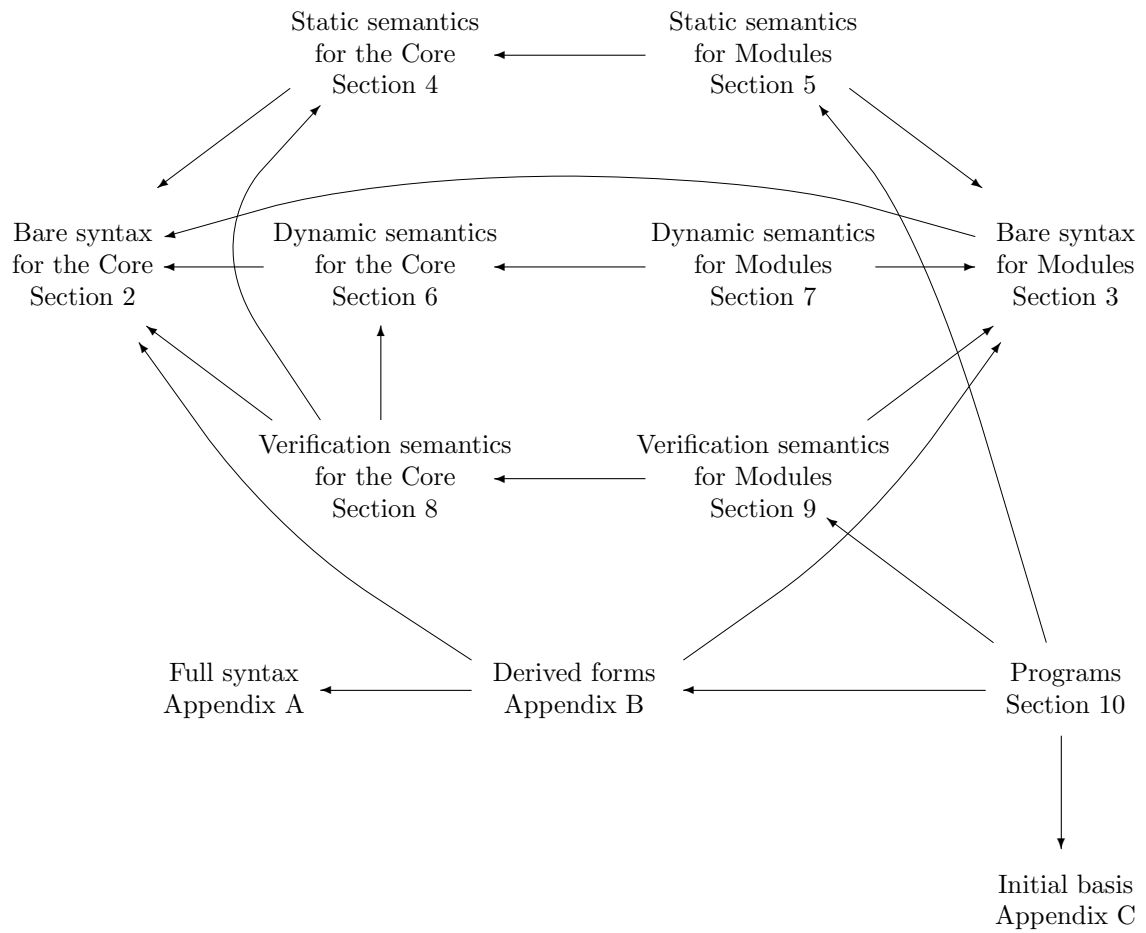 Static semantics
for the Core
Section 4
Static semantics
for Modules
Section 5
Bare syntax
for the Core
Section 2
Dynamic semantics
for the Core
Section 6
Dynamic semantics
for Modules
Section 7
Bare syntax
for Modules
Section 3
Verification semantics
for the Core
Section 8
Verification semantics
for Modules
Section 9
Full syntax
Appendix A
Derived forms
Appendix B
Programs
Section 10
Initial basis
Appendix C